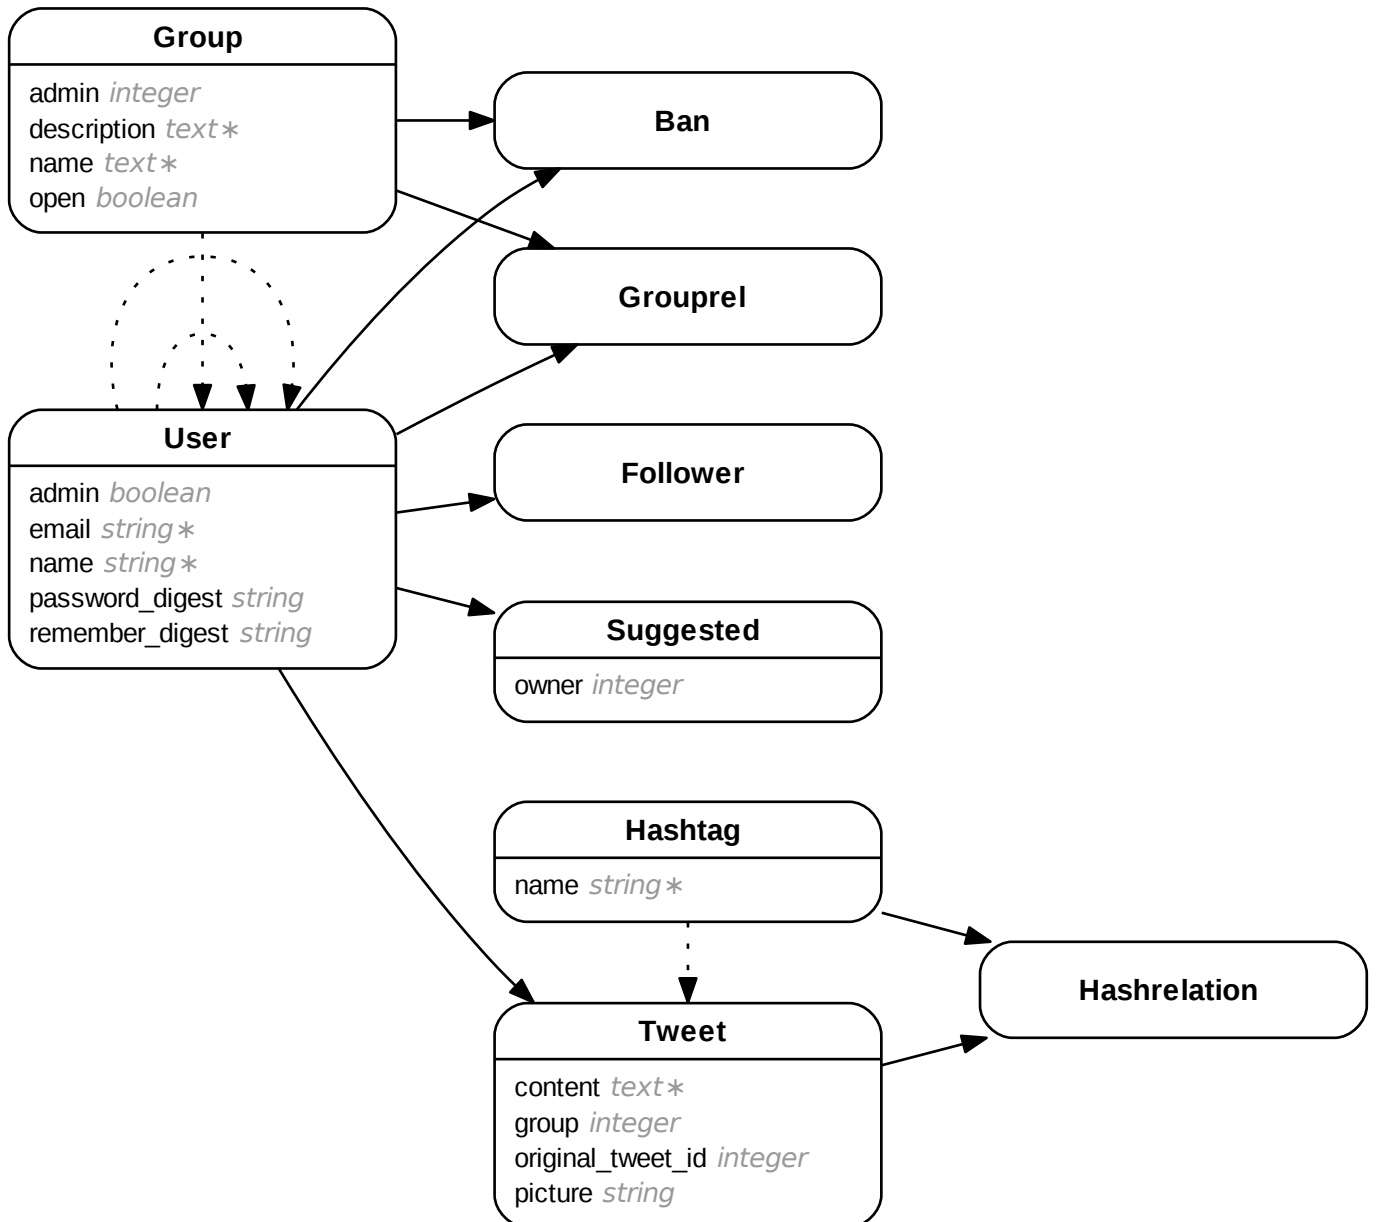 Group
admin integer
description text∗
name text∗
open boolean
Ban
Grouprel
User
admin boolean
email string∗
name string∗
password_digest string
remember_digest string
Follower
Suggested
owner integer
Hashtag
name string∗
Hashrelation
Tweet
content text∗
group integer
original_tweet_id integer
picture string